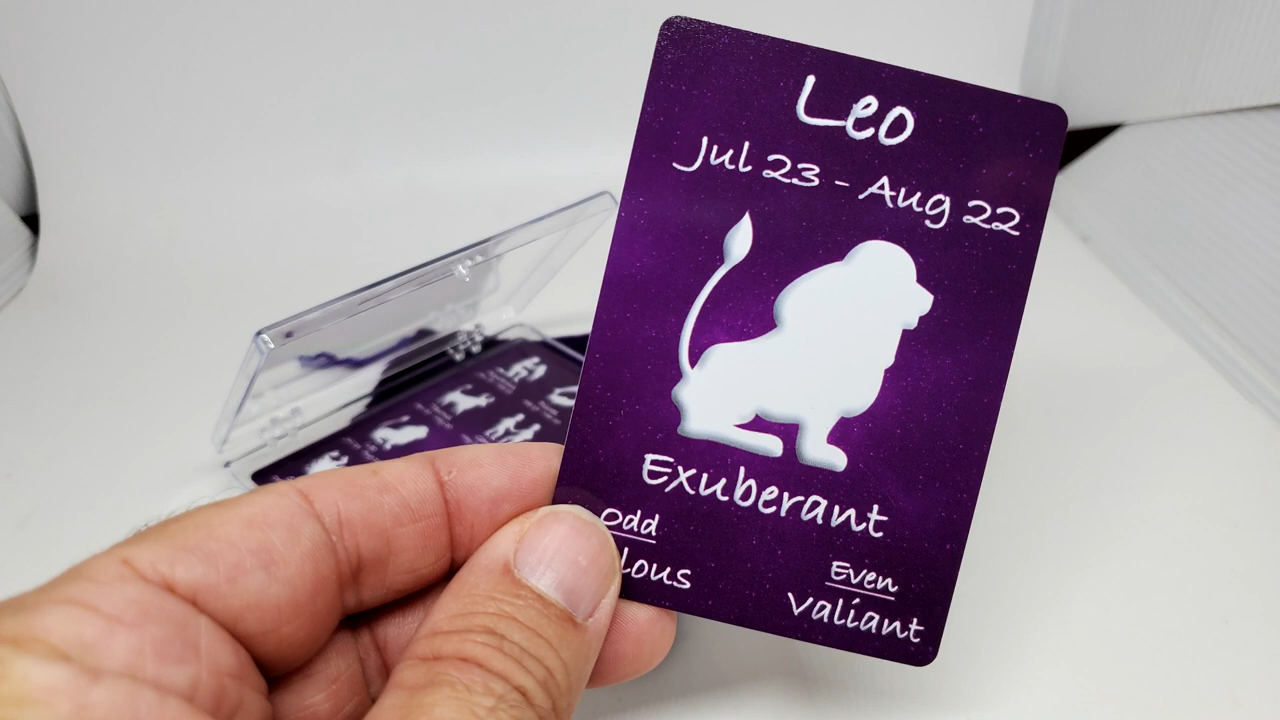 Leo
Jul 23 - Aug 22
Exuberant
Odd
Even
valiant